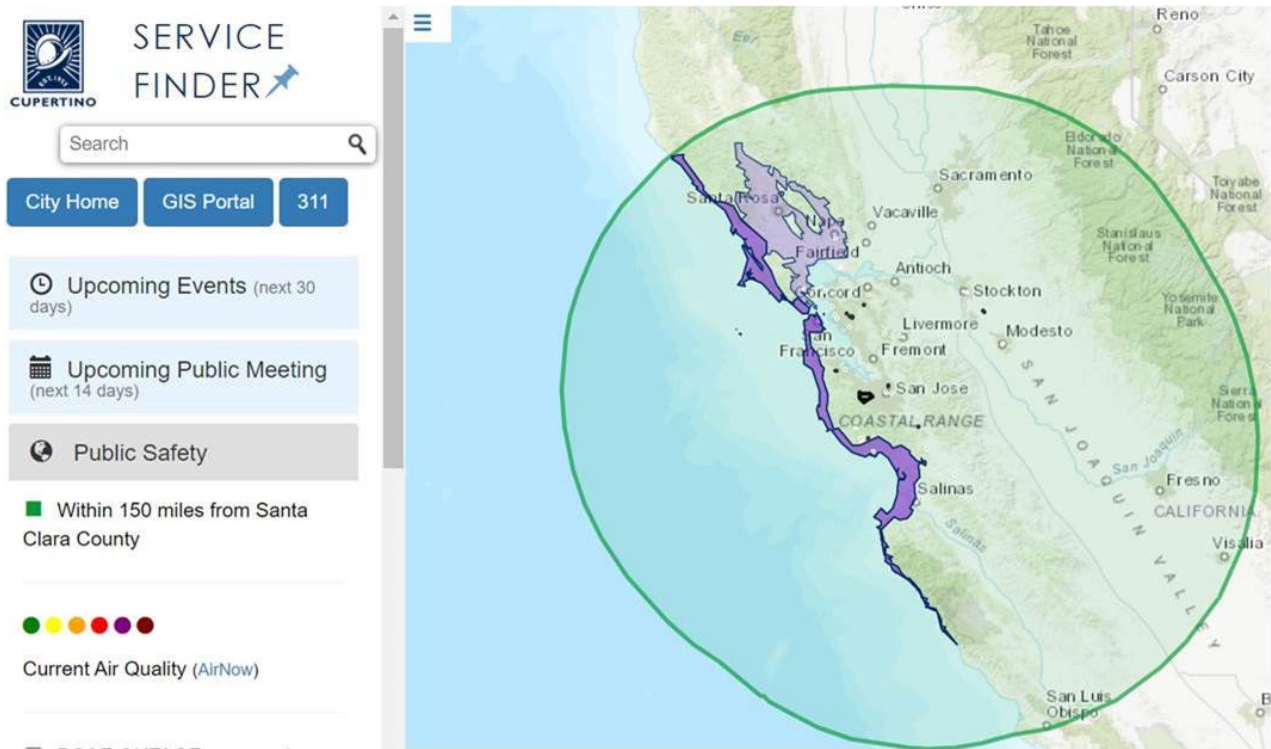 SERVICE
FINDER
EST. 1955
CUPERTINO
Search
City Home
GIS Portal
311
Upcoming Events (next 30
days)
Upcoming Public Meeting
(next 14 days)
Public Safety
Within 150 miles from Santa
Clara County
Current Air Quality (AirNow)
Reno
Tahoe
National
Forest
Carson City
Eel
Eldorado
National
Forest
Sacramento
Toiyabe
National
Forest
Santa Rosa
Napa
Vacaville
Stanislaus
National
Forest
Fairfield
Antioch
Concord
Stockton
Yosemite
National
Park
Livermore
Modesto
San
Francisco
Fremont
San Jose
Sierra
National
Forest
COASTAL RANGE
SAN JOAQUIN VALLEY
San Joaquin
Salinas
Fresno
CALIFORNIA
Salinas
Visalia
San Luis
Obispo
B